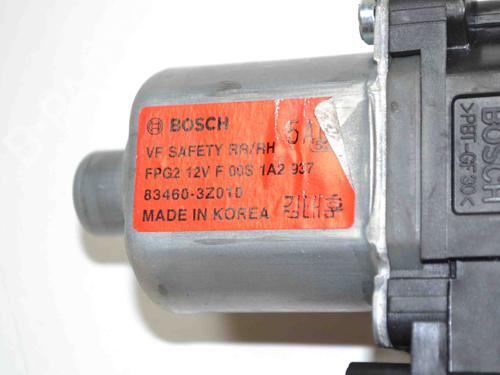 BOSCH
VF SAFETY RR/RH
FPG2 12V F 00S 1A2 937
83460-3Z010
MADE IN KOREA
>PBT-GF30<
BOSCH